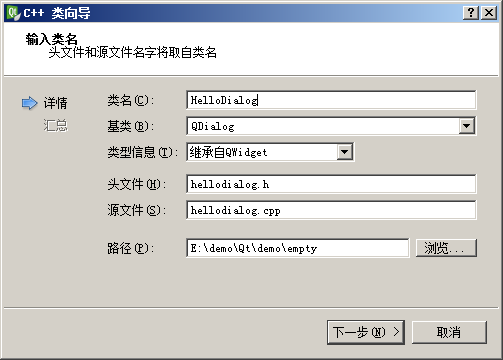 C++ 类向导
输入类名
头文件和源文件名字将取自类名
详情
汇总
类名(C): HelloDialog
基类(B): QDialog
类型信息(T): 继承自QWidget
头文件(H): hellodialog.h
源文件(S): hellodialog.cpp
路径(P): E:\demo\Qt\demo\empty 浏览...
下一步(N) > 取消